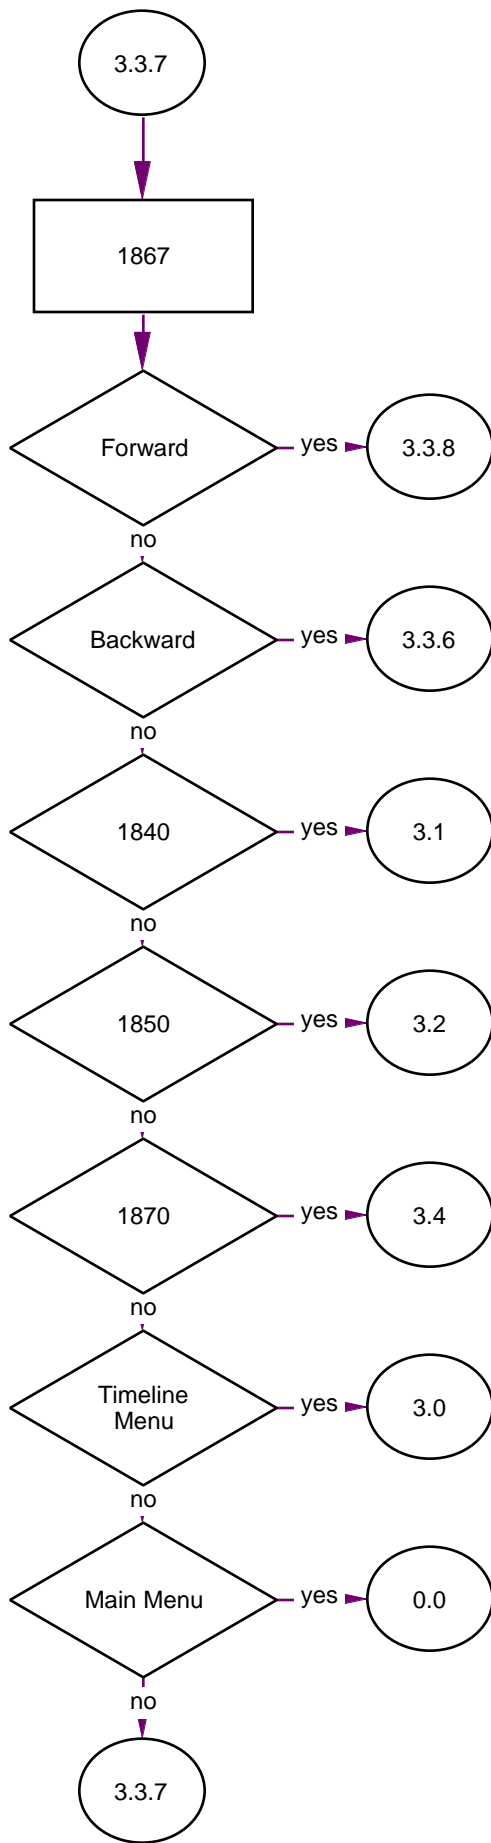 3.3.7
1867
Forward
yes
3.3.8
no
Backward
yes
3.3.6
no
1840
yes
3.1
no
1850
yes
3.2
no
1870
yes
3.4
no
Timeline
Menu
yes
3.0
no
Main Menu
yes
0.0
no
3.3.7